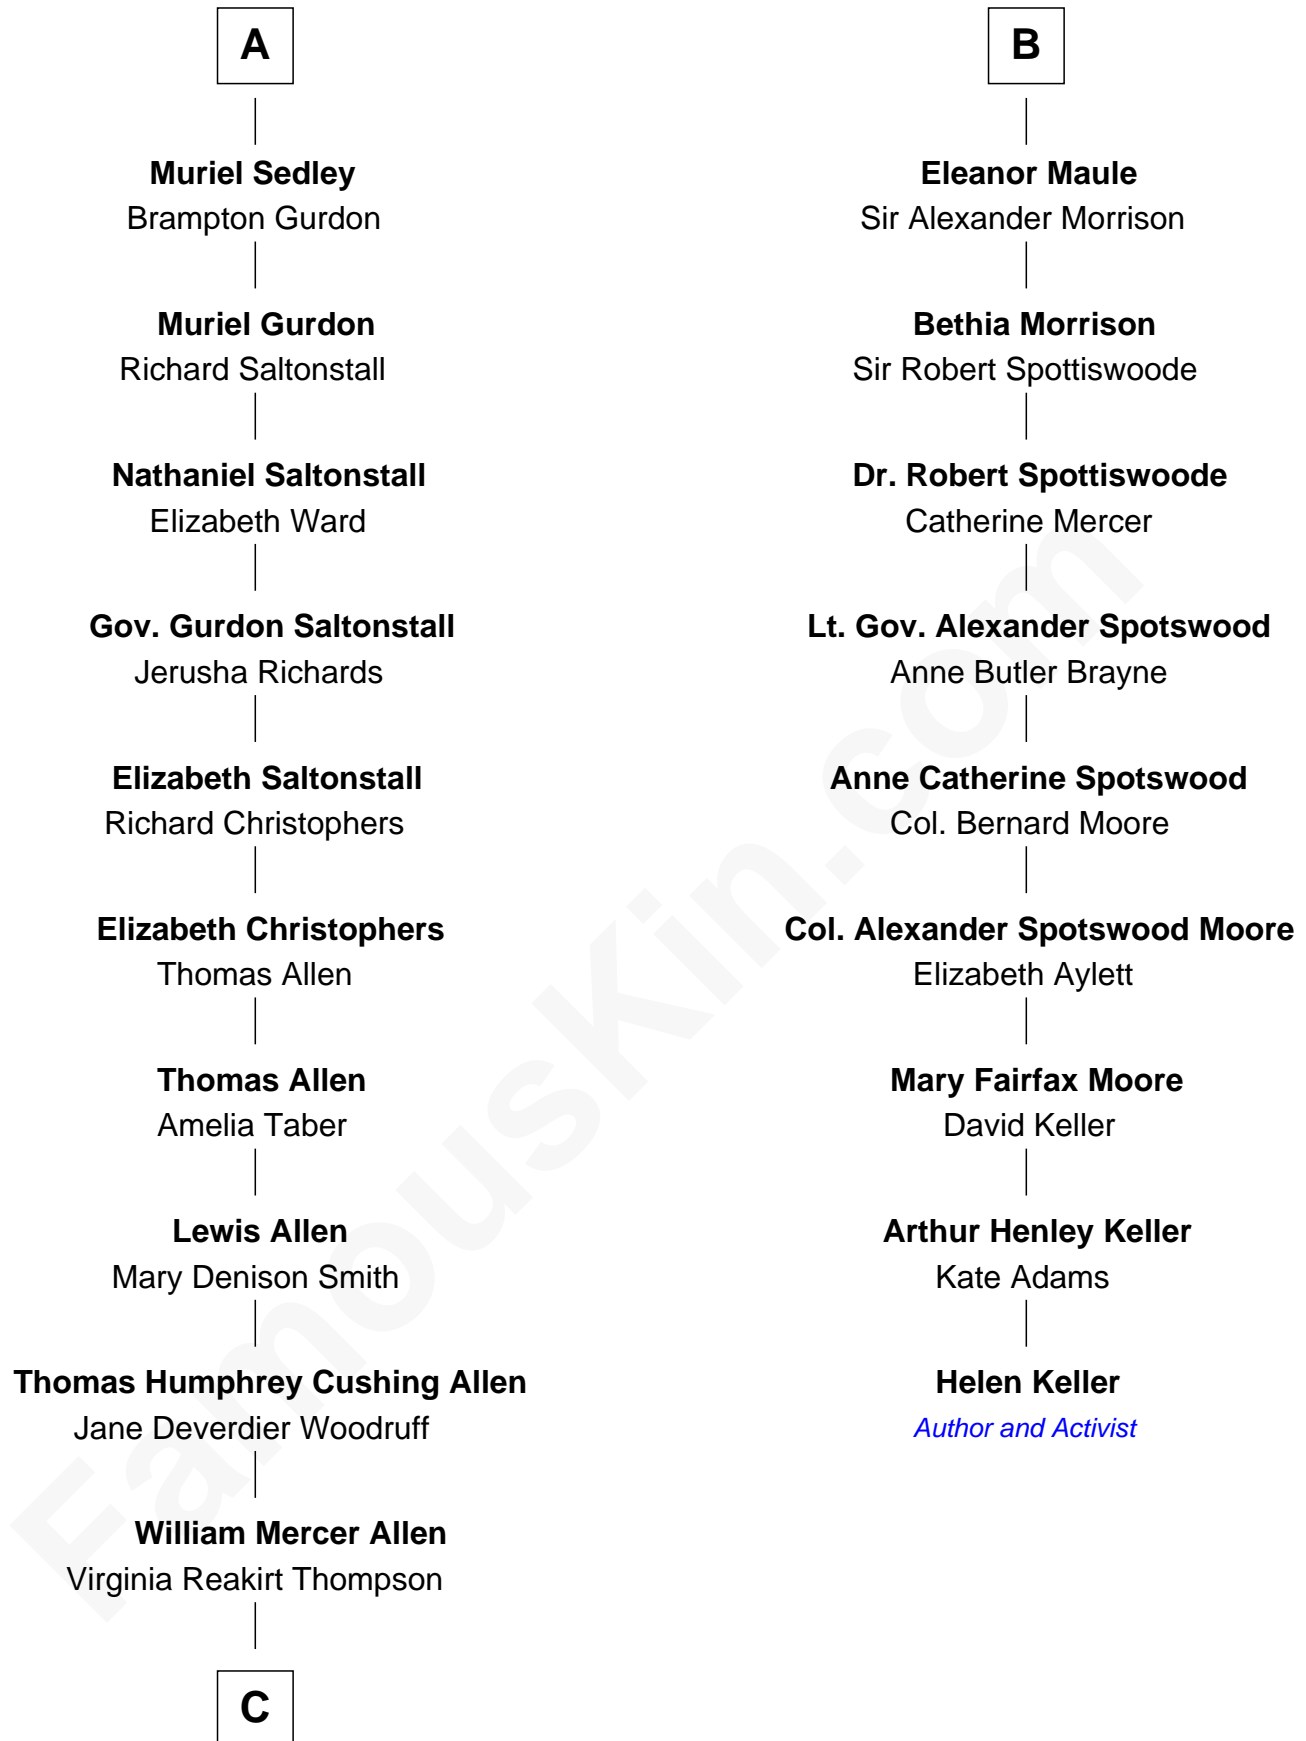 A
Muriel Sedley
Brampton Gurdon
Muriel Gurdon
Richard Saltonstall
Nathaniel Saltonstall
Elizabeth Ward
Gov. Gurdon Saltonstall
Jerusha Richards
Elizabeth Saltonstall
Richard Christophers
Elizabeth Christophers
Thomas Allen
Thomas Allen
Amelia Taber
Lewis Allen
Mary Denison Smith
Thomas Humphrey Cushing Allen
Jane Deverdier Woodruff
William Mercer Allen
Virginia Reakirt Thompson
C
B
Eleanor Maule
Sir Alexander Morrison
Bethia Morrison
Sir Robert Spottiswoode
Dr. Robert Spottiswoode
Catherine Mercer
Lt. Gov. Alexander Spotswood
Anne Butler Brayne
Anne Catherine Spotswood
Col. Bernard Moore
Col. Alexander Spotswood Moore
Elizabeth Aylett
Mary Fairfax Moore
David Keller
Arthur Henley Keller
Kate Adams
Helen Keller
Author and Activist
FamousKin.com